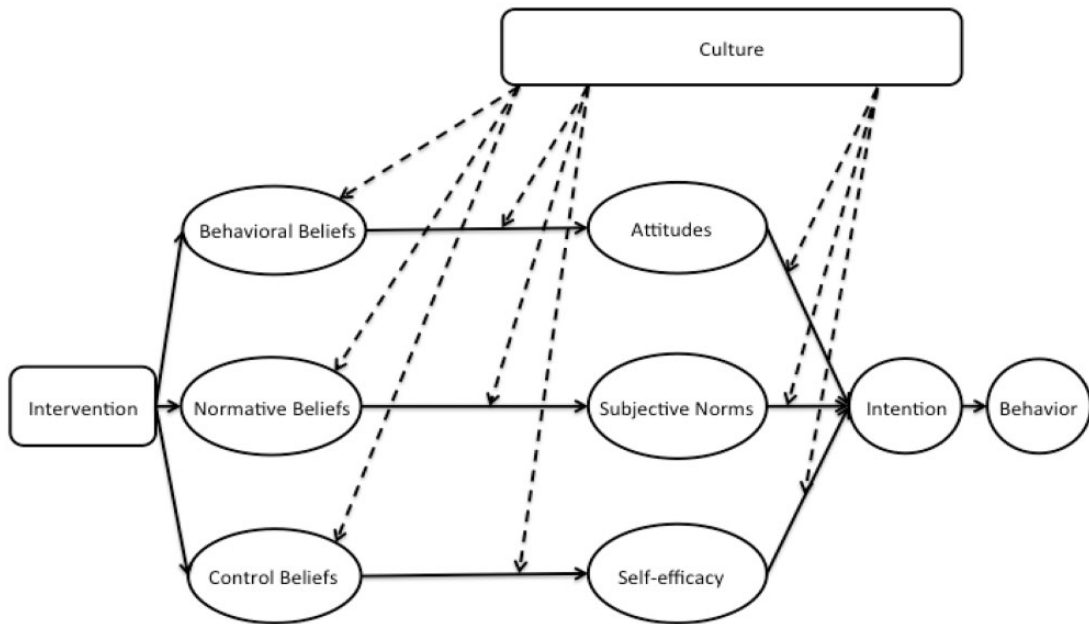 Culture
Behavioral Beliefs
Attitudes
Intervention
Normative Beliefs
Subjective Norms
Intention
Behavior
Control Beliefs
Self-efficacy